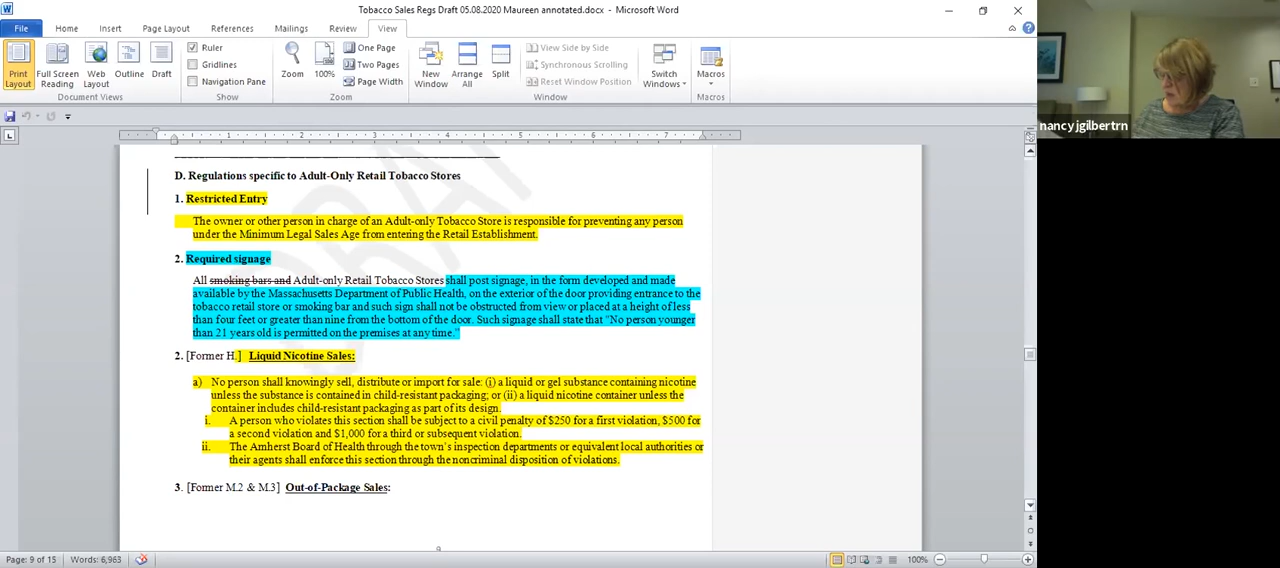 Tobacco Sales Regs Draft 05.08.2020 Maureen annotated.docx - Microsoft Word
File Home Insert Page Layout References Mailings Review View
Print Layout
Full Screen Reading
Web Layout
Outline
Draft
Document Views
Ruler
Gridlines
Navigation Pane
Show
Zoom
100%
One Page
Two Pages
Page Width
Zoom
New Window
Arrange All
Split
View Side by Side
Synchronous Scrolling
Reset Window Position
Window
Switch Windows
Macros
Macros
nancyjgilbertrn
1 2 3 4 5 6 7
DRAFT
D. Regulations specific to Adult-Only Retail Tobacco Stores
1. Restricted Entry
The owner or other person in charge of an Adult-only Tobacco Store is responsible for preventing any person
under the Minimum Legal Sales Age from entering the Retail Establishment.
2. Required signage
All smoking bars and Adult-only Retail Tobacco Stores shall post signage, in the form developed and made
available by the Massachusetts Department of Public Health, on the exterior of the door providing entrance to the
tobacco retail store or smoking bar and such sign shall not be obstructed from view or placed at a height of less
than four feet or greater than nine from the bottom of the door. Such signage shall state that “No person younger
than 21 years old is permitted on the premises at any time.”
2. [Former H.] Liquid Nicotine Sales:
a) No person shall knowingly sell, distribute or import for sale: (i) a liquid or gel substance containing nicotine
unless the substance is contained in child-resistant packaging; or (ii) a liquid nicotine container unless the
container includes child-resistant packaging as part of its design.
i. A person who violates this section shall be subject to a civil penalty of $250 for a first violation, $500 for
a second violation and $1,000 for a third or subsequent violation.
ii. The Amherst Board of Health through the town’s inspection departments or equivalent local authorities or
their agents shall enforce this section through the noncriminal disposition of violations.
3. [Former M.2 & M.3] Out-of-Package Sales:
9
Page: 9 of 15 Words: 6,963 100%